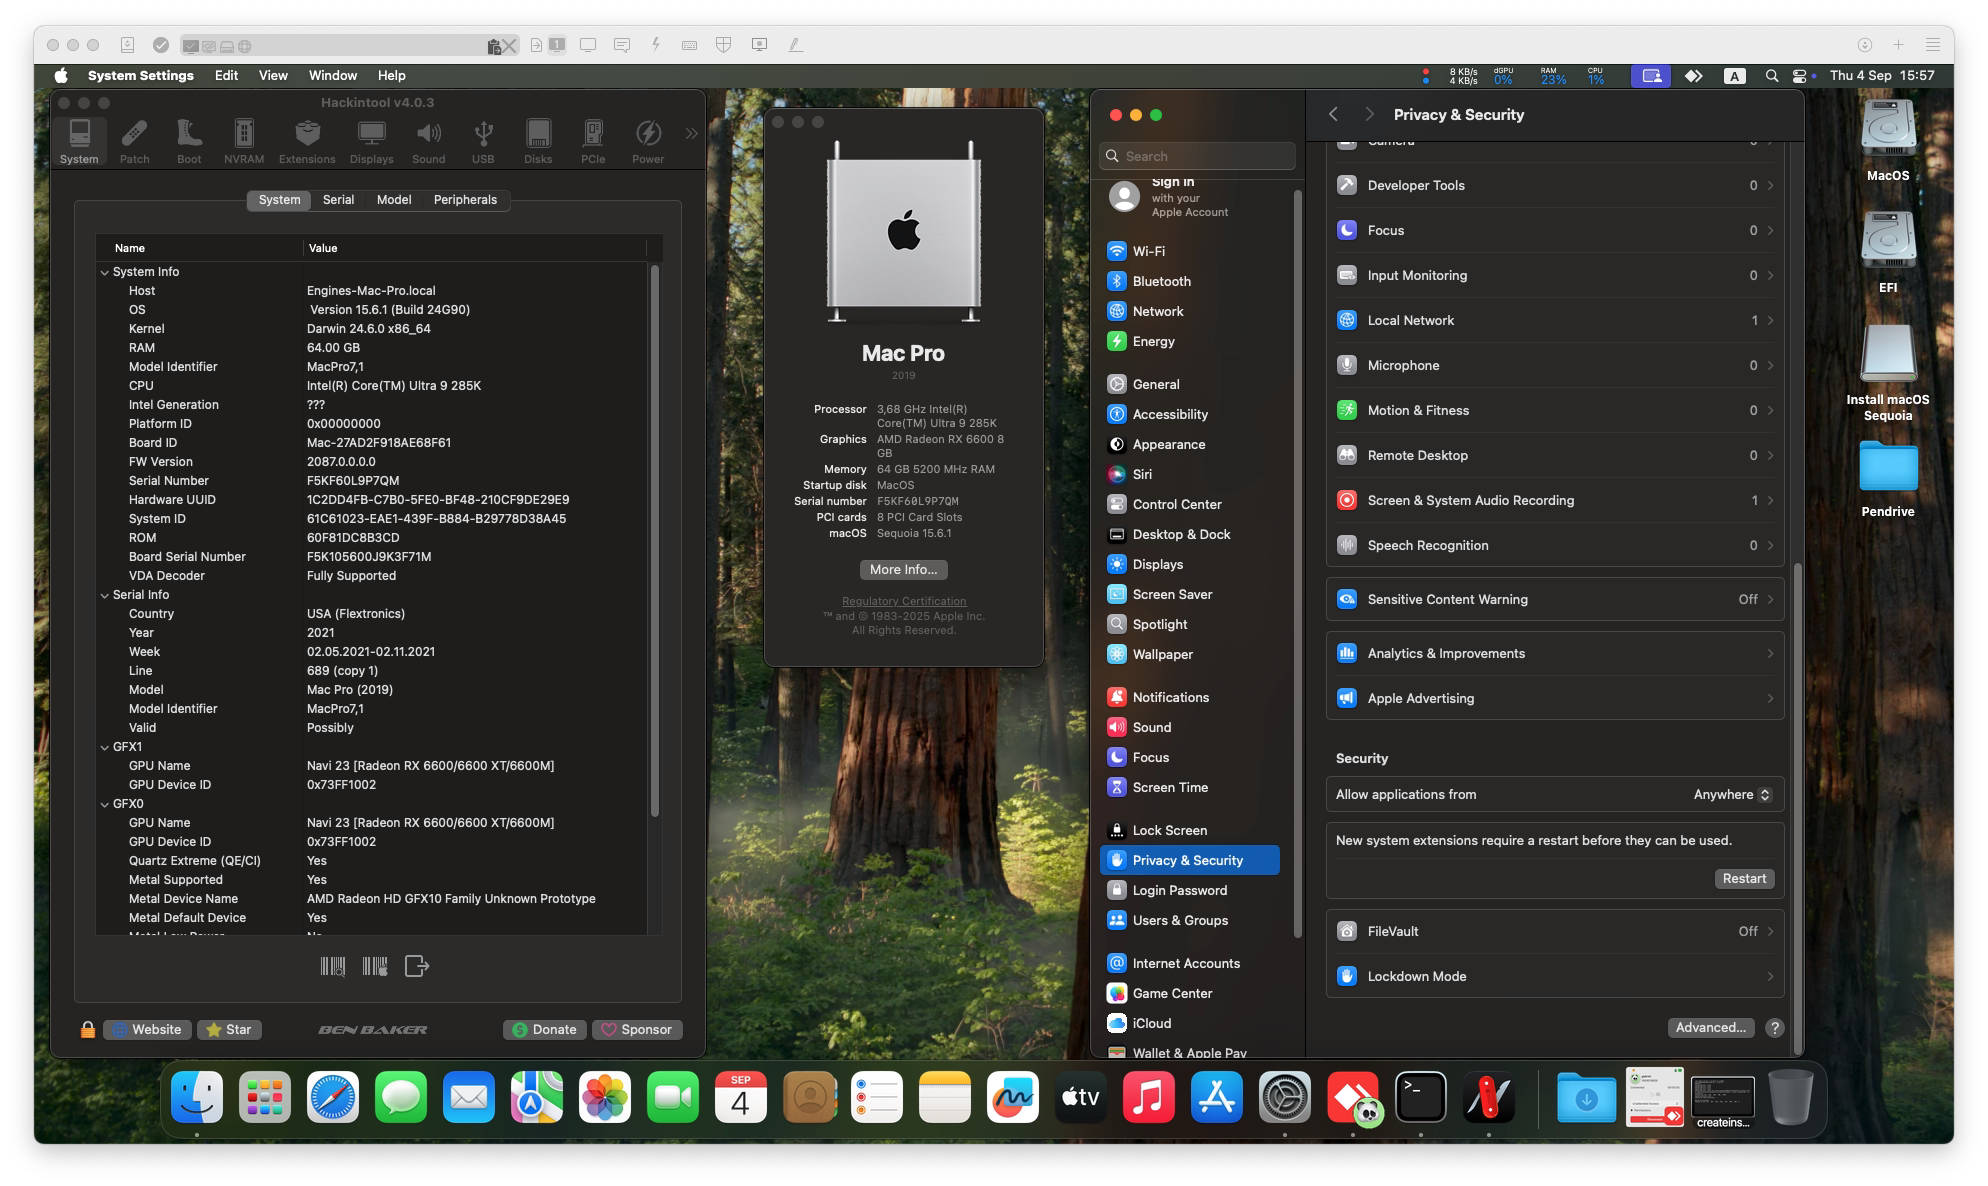 1
System Settings Edit View Window Help
8 KB/s
4 KB/s
dGPU
0%
RAM
23%
CPU
1%
A
Thu 4 Sep 15:57
Hackintool v4.0.3
System Patch Boot NVRAM Extensions Displays Sound USB Disks PCIe Power
System Serial Model Peripherals
Name Value
System Info
Host Engines-Mac-Pro.local
OS Version 15.6.1 (Build 24G90)
Kernel Darwin 24.6.0 x86_64
RAM 64.00 GB
Model Identifier MacPro7,1
CPU Intel(R) Core(TM) Ultra 9 285K
Intel Generation ???
Platform ID 0x00000000
Board ID Mac-27AD2F918AE68F61
FW Version 2087.0.0.0.0
Serial Number F5KF60L9P7QM
Hardware UUID 1C2DD4FB-C7B0-5FE0-BF48-210CF9DE29E9
System ID 61C61023-EAE1-439F-B884-B29778D38A45
ROM 60F81DC8B3CD
Board Serial Number F5K105600J9K3F71M
VDA Decoder Fully Supported
Serial Info
Country USA (Flextronics)
Year 2021
Week 02.05.2021-02.11.2021
Line 689 (copy 1)
Model Mac Pro (2019)
Model Identifier MacPro7,1
Valid Possibly
GFX1
GPU Name Navi 23 [Radeon RX 6600/6600 XT/6600M]
GPU Device ID 0x73FF1002
GFX0
GPU Name Navi 23 [Radeon RX 6600/6600 XT/6600M]
GPU Device ID 0x73FF1002
Quartz Extreme (QE/CI) Yes
Metal Supported Yes
Metal Device Name AMD Radeon HD GFX10 Family Unknown Prototype
Metal Default Device Yes
Metal Low Power No
Website Star BEN BAKER Donate Sponsor
Mac Pro
2019
Processor 3,68 GHz Intel(R)
Core(TM) Ultra 9 285K
Graphics AMD Radeon RX 6600 8
GB
Memory 64 GB 5200 MHz RAM
Startup disk MacOS
Serial number F5KF60L9P7QM
PCI cards 8 PCI Card Slots
macOS Sequoia 15.6.1
More Info...
Regulatory Certification
™ and © 1983-2025 Apple Inc.
All Rights Reserved.
Search
Sign in
with your
Apple Account
Wi-Fi
Bluetooth
Network
Energy
General
Accessibility
Appearance
Siri
Control Center
Desktop & Dock
Displays
Screen Saver
Spotlight
Wallpaper
Notifications
Sound
Focus
Screen Time
Lock Screen
Privacy & Security
Login Password
Users & Groups
Internet Accounts
Game Center
iCloud
Wallet & Apple Pay
Privacy & Security
Camera 0
Developer Tools 0
Focus 0
Input Monitoring 0
Local Network 1
Microphone 0
Motion & Fitness 0
Remote Desktop 0
Screen & System Audio Recording 1
Speech Recognition 0
Sensitive Content Warning Off
Analytics & Improvements
Apple Advertising
Security
Allow applications from Anywhere
New system extensions require a restart before they can be used.
Restart
FileVault Off
Lockdown Mode
Advanced... ?
MacOS
EFI
Install macOS
Sequoia
Pendrive
SEP
4
tv
createins...